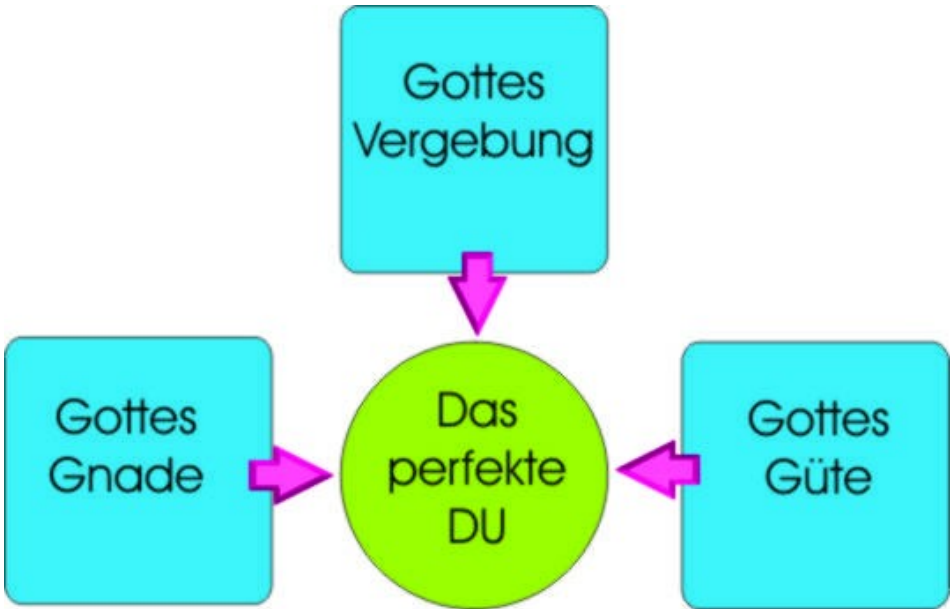 Gottes
Vergebung
Gottes
Gnade
Das
perfekte
DU
Gottes
Güte